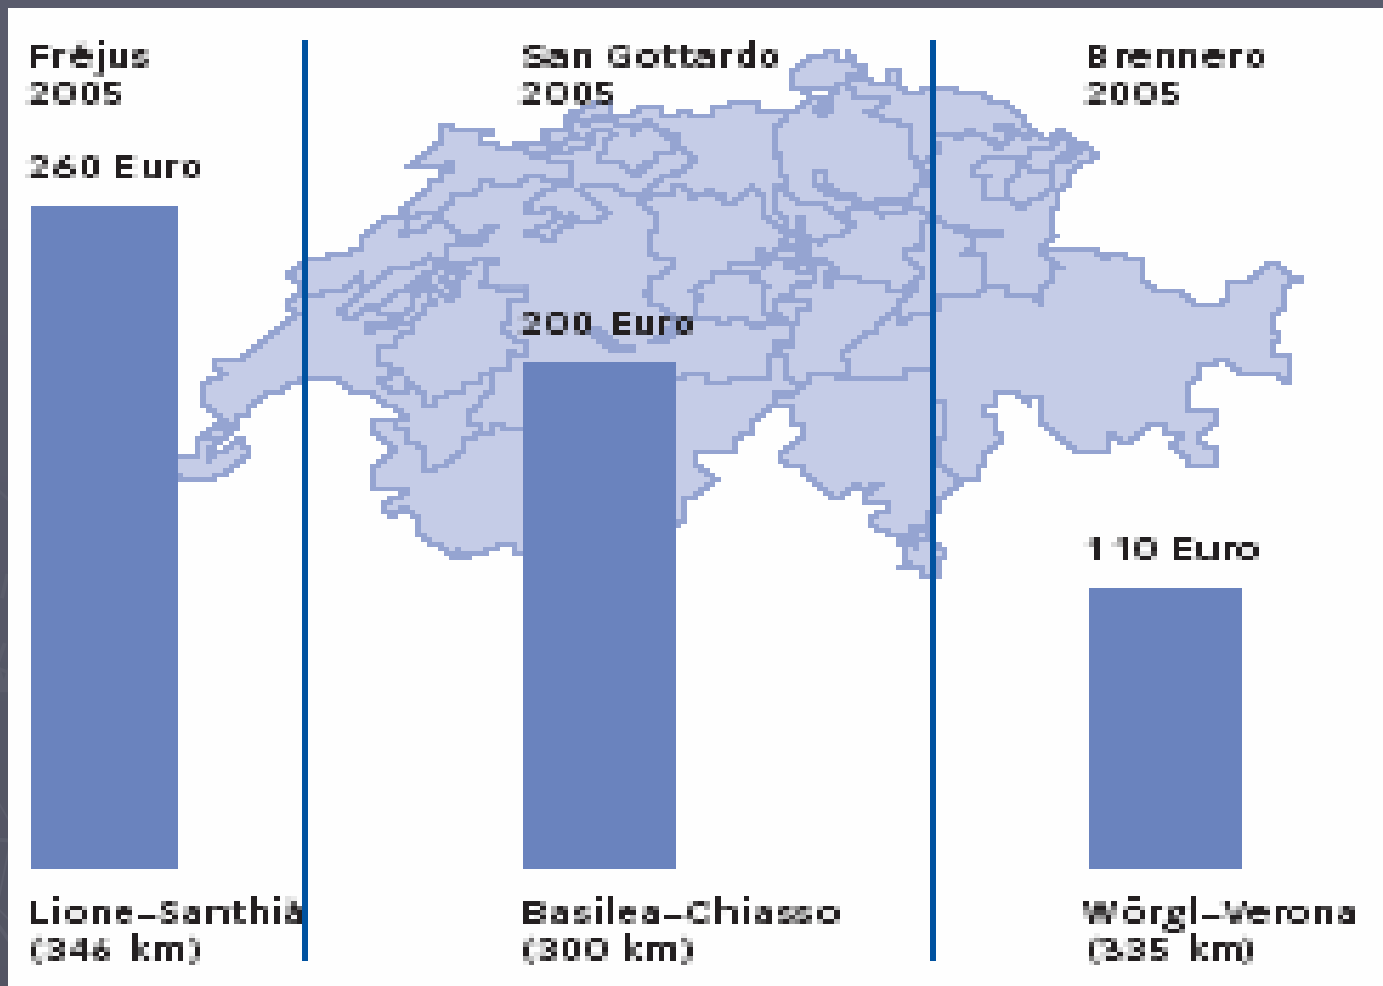 Fréjus
2005
260 Euro
Lione–Santhià
(346 km)
San Gottardo
2005
200 Euro
Basilea–Chiasso
(300 km)
Brennero
2005
110 Euro
Wörgl–Verona
(335 km)